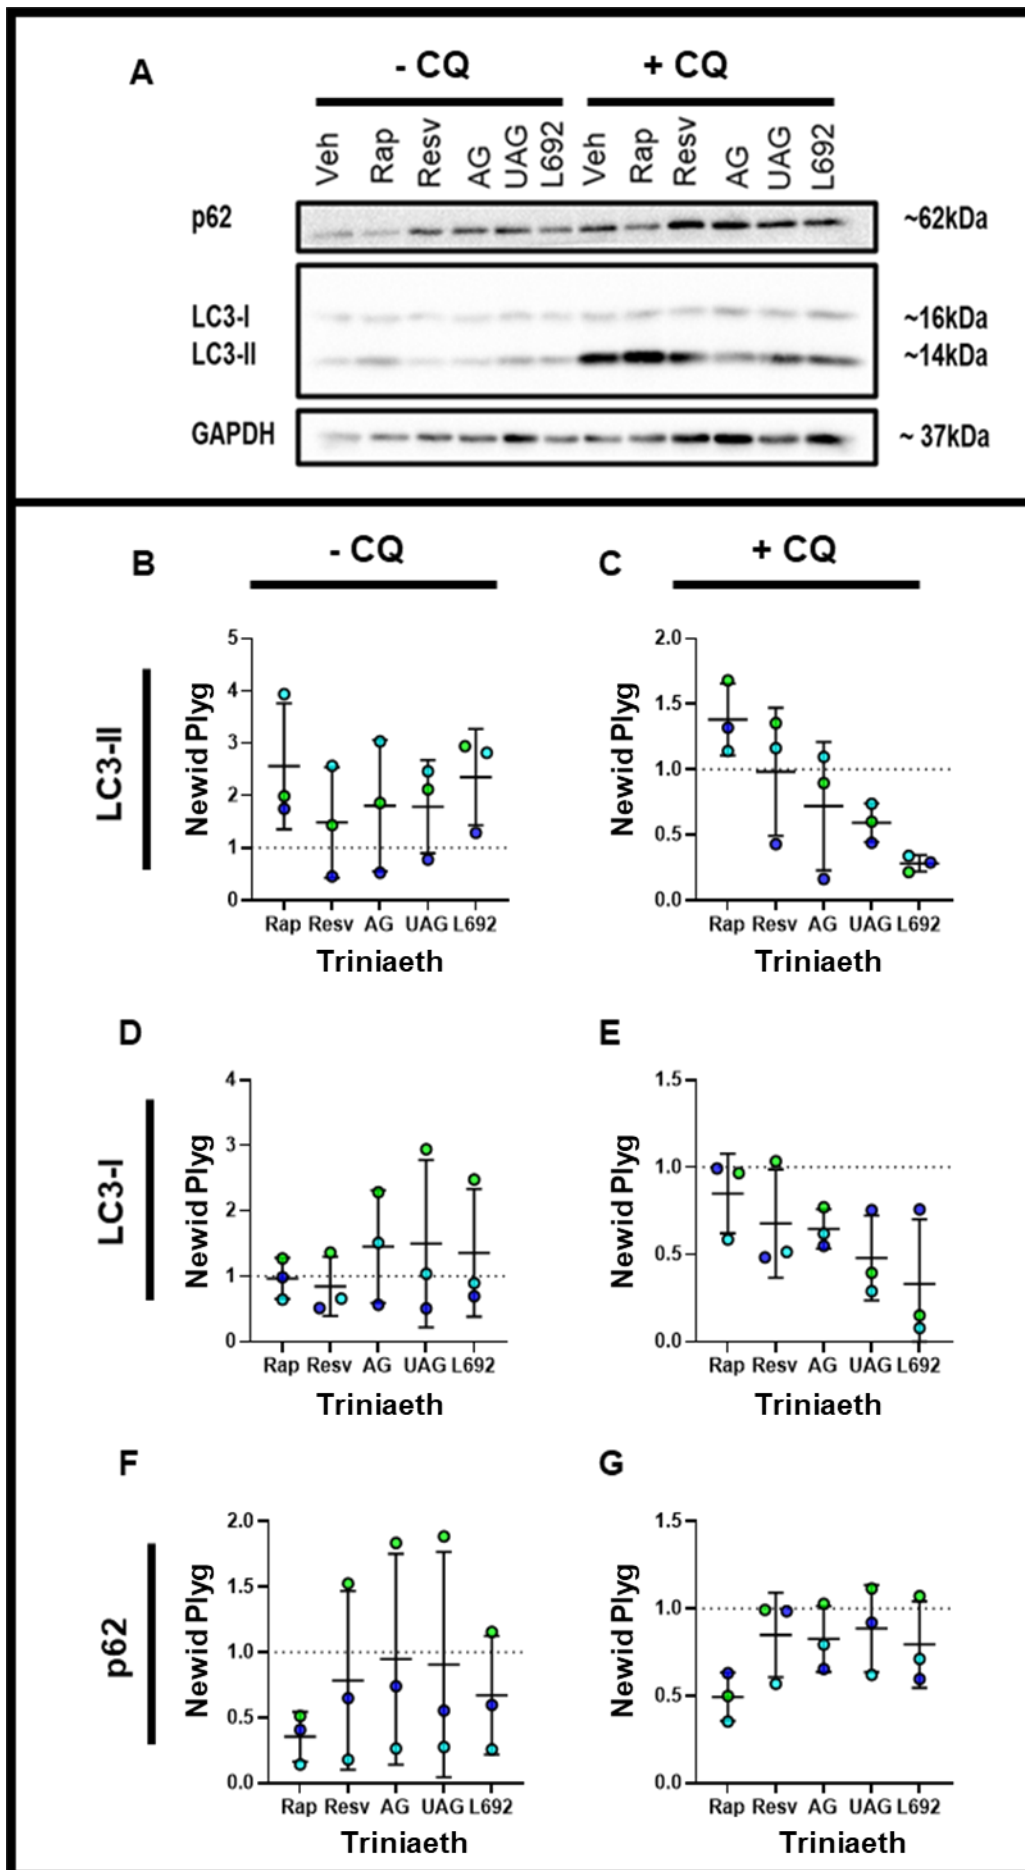 A
- CQ + CQ
Veh Rap Resv AG UAG L692 Veh Rap Resv AG UAG L692
p62 ~62kDa
LC3-I ~16kDa
LC3-II ~14kDa
GAPDH ~ 37kDa
B - CQ
C + CQ
LC3-II
Newid Plyg
5
4
3
2
1
0
Rap Resv AG UAG L692
Triniaeth
Newid Plyg
2.0
1.5
1.0
0.5
0.0
Rap Resv AG UAG L692
Triniaeth
D
E
LC3-I
Newid Plyg
4
3
2
1
0
Rap Resv AG UAG L692
Triniaeth
Newid Plyg
1.5
1.0
0.5
0.0
Rap Resv AG UAG L692
Triniaeth
F
G
p62
Newid Plyg
2.0
1.5
1.0
0.5
0.0
Rap Resv AG UAG L692
Triniaeth
Newid Plyg
1.5
1.0
0.5
0.0
Rap Resv AG UAG L692
Triniaeth